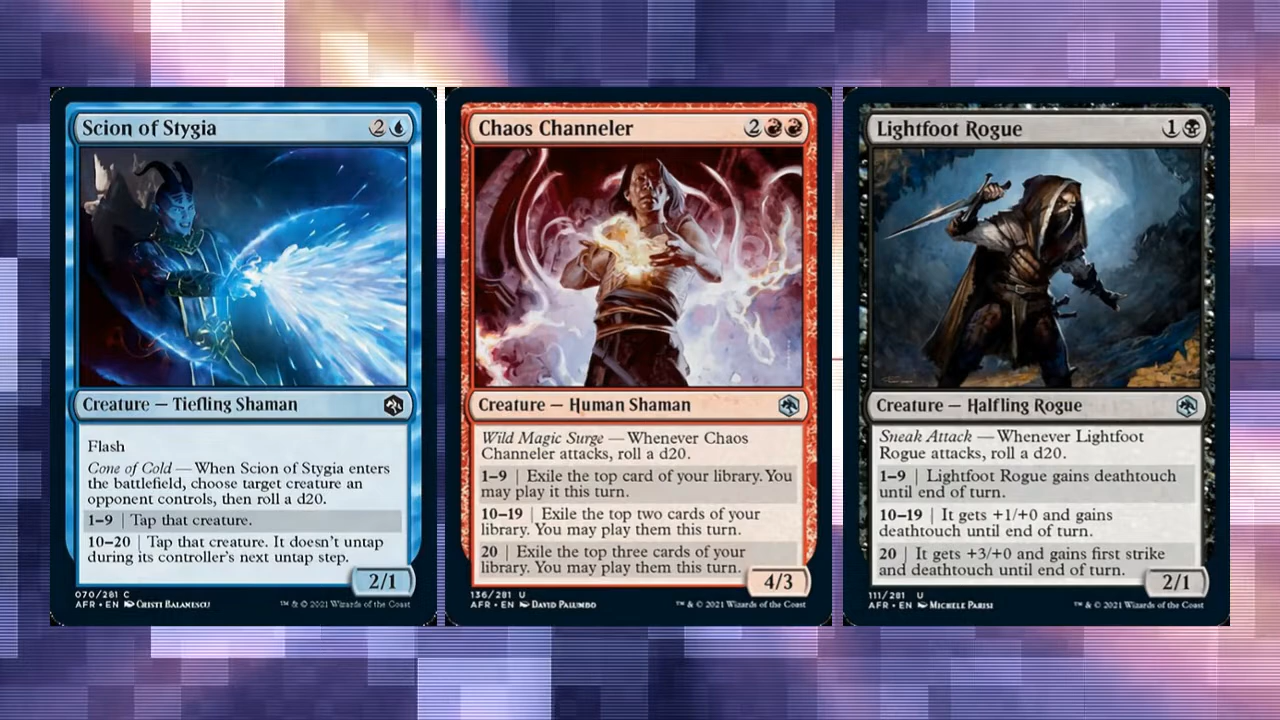 Scion of Stygia 2
Creature — Tiefling Shaman
Flash
Cone of Cold — When Scion of Stygia enters
the battlefield, choose target creature an
opponent controls, then roll a d20.
1–9 | Tap that creature.
10–20 | Tap that creature. It doesn't untap
during its controller's next untap step.
2/1
070/281 C
AFR • EN Cristi Balanescu
™ & © 2021 Wizards of the Coast
Chaos Channeler 2
Creature — Human Shaman
Wild Magic Surge — Whenever Chaos
Channeler attacks, roll a d20.
1–9 | Exile the top card of your library. You
may play it this turn.
10–19 | Exile the top two cards of your
library. You may play them this turn.
20 | Exile the top three cards of your
library. You may play them this turn.
4/3
136/281 U
AFR • EN David Palumbo
™ & © 2021 Wizards of the Coast
Lightfoot Rogue 1
Creature — Halfling Rogue
Sneak Attack — Whenever Lightfoot
Rogue attacks, roll a d20.
1–9 | Lightfoot Rogue gains deathtouch
until end of turn.
10–19 | It gets +1/+0 and gains
deathtouch until end of turn.
20 | It gets +3/+0 and gains first strike
and deathtouch until end of turn.
2/1
111/281 U
AFR • EN Michele Parisi
™ & © 2021 Wizards of the Coast